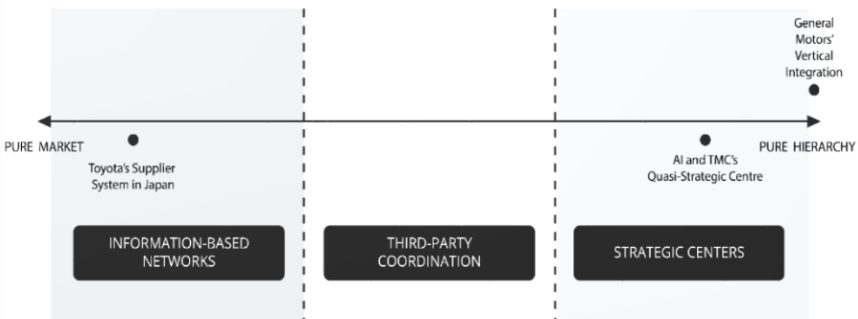 General
Motors'
Vertical
Integration
PURE MARKET
PURE HIERARCHY
Toyota's Supplier
System in Japan
AI and TMC's
Quasi-Strategic Centre
INFORMATION-BASED
NETWORKS
THIRD-PARTY
COORDINATION
STRATEGIC CENTERS